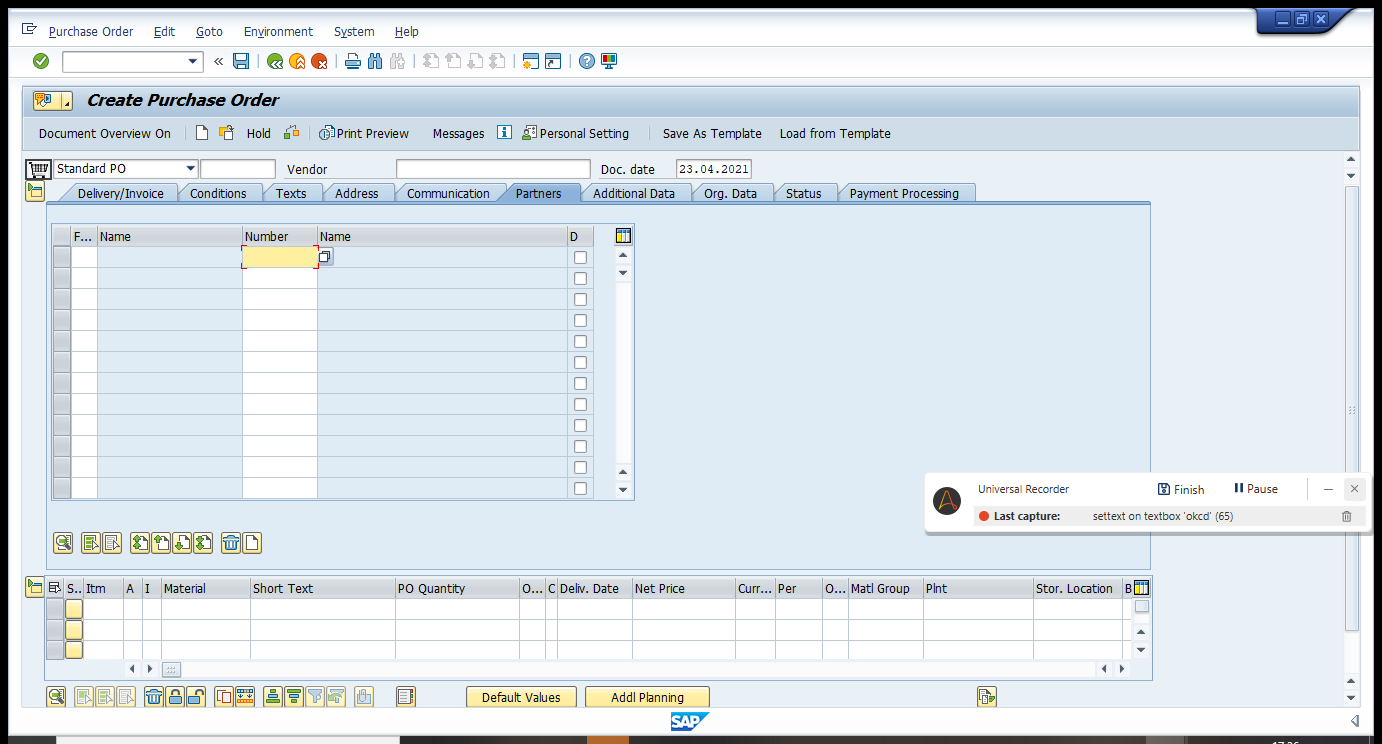 Purchase Order Edit Goto Environment System Help
Create Purchase Order
Document Overview On Hold Print Preview Messages Personal Setting Save As Template Load from Template
Standard PO Vendor Doc. date 23.04.2021
Delivery/Invoice Conditions Texts Address Communication Partners Additional Data Org. Data Status Payment Processing
F... Name Number Name D
Universal Recorder Finish Pause
Last capture: settext on textbox 'okcd' (65)
S.. Itm A I Material Short Text PO Quantity O... C Deliv. Date Net Price Curr... Per O... Matl Group Plnt Stor. Location B
Default Values Addl Planning
SAP